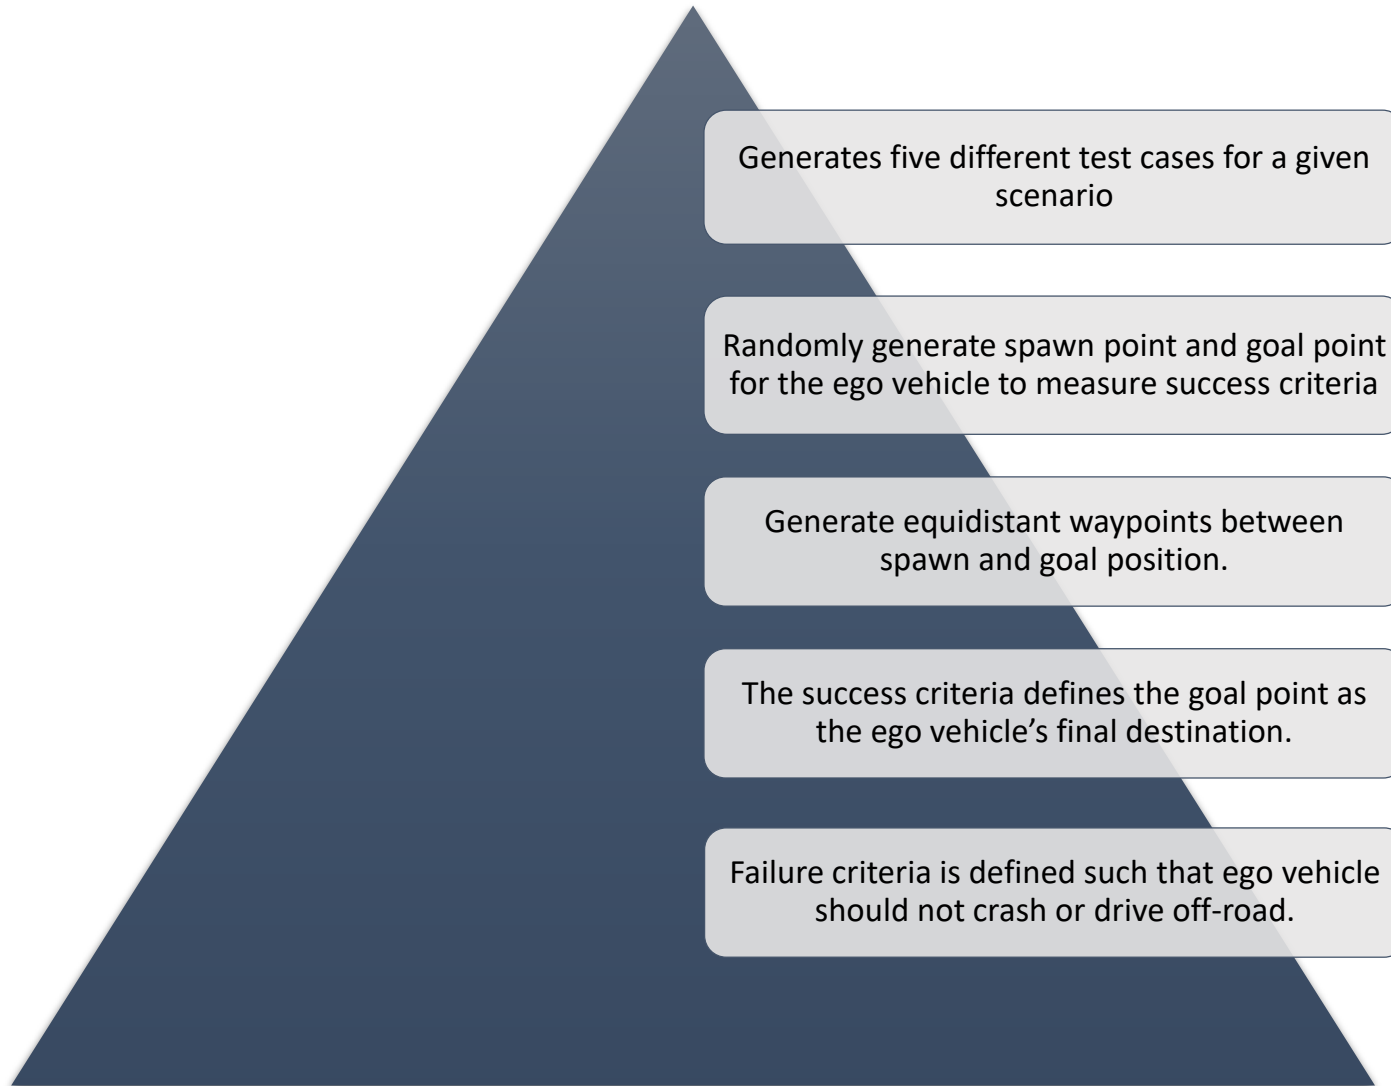 Generates five different test cases for a given
scenario
Randomly generate spawn point and goal point
for the ego vehicle to measure success criteria
Generate equidistant waypoints between
spawn and goal position.
The success criteria defines the goal point as
the ego vehicle’s final destination.
Failure criteria is defined such that ego vehicle
should not crash or drive off-road.